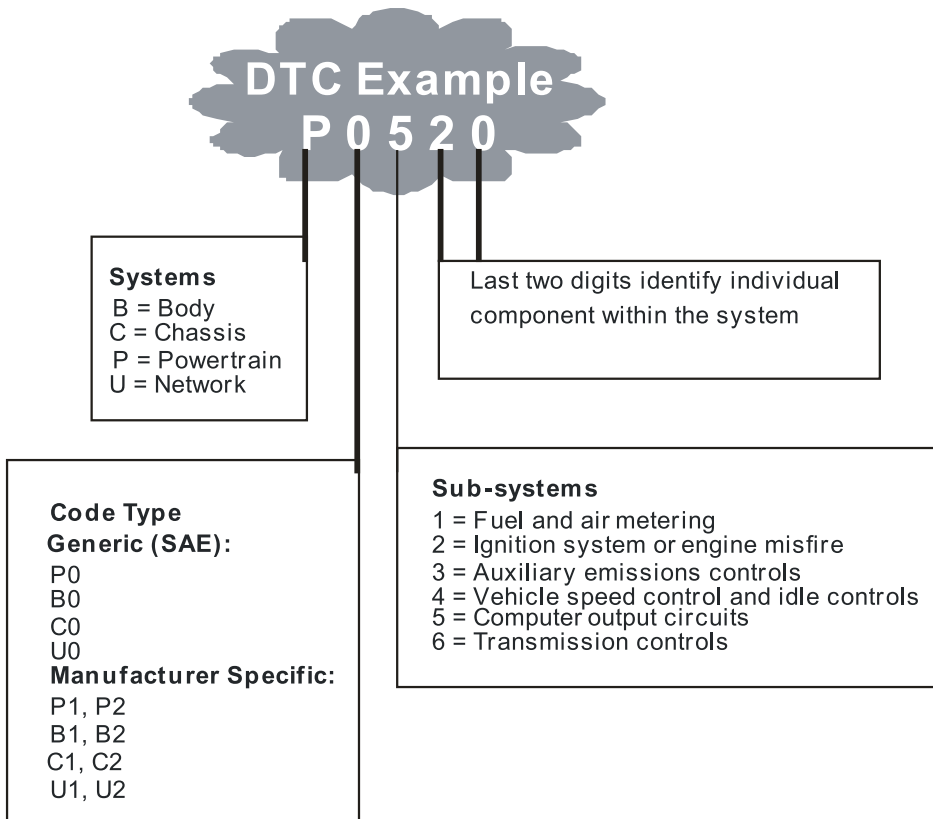 DTC Example
P 0 5 2 0
Systems
B = Body
C = Chassis
P = Powertrain
U = Network
Last two digits identify individual
component within the system
Code Type
Generic (SAE):
P0
B0
C0
U0
Manufacturer Specific:
P1, P2
B1, B2
C1, C2
U1, U2
Sub-systems
1 = Fuel and air metering
2 = Ignition system or engine misfire
3 = Auxiliary emissions controls
4 = Vehicle speed control and idle controls
5 = Computer output circuits
6 = Transmission controls